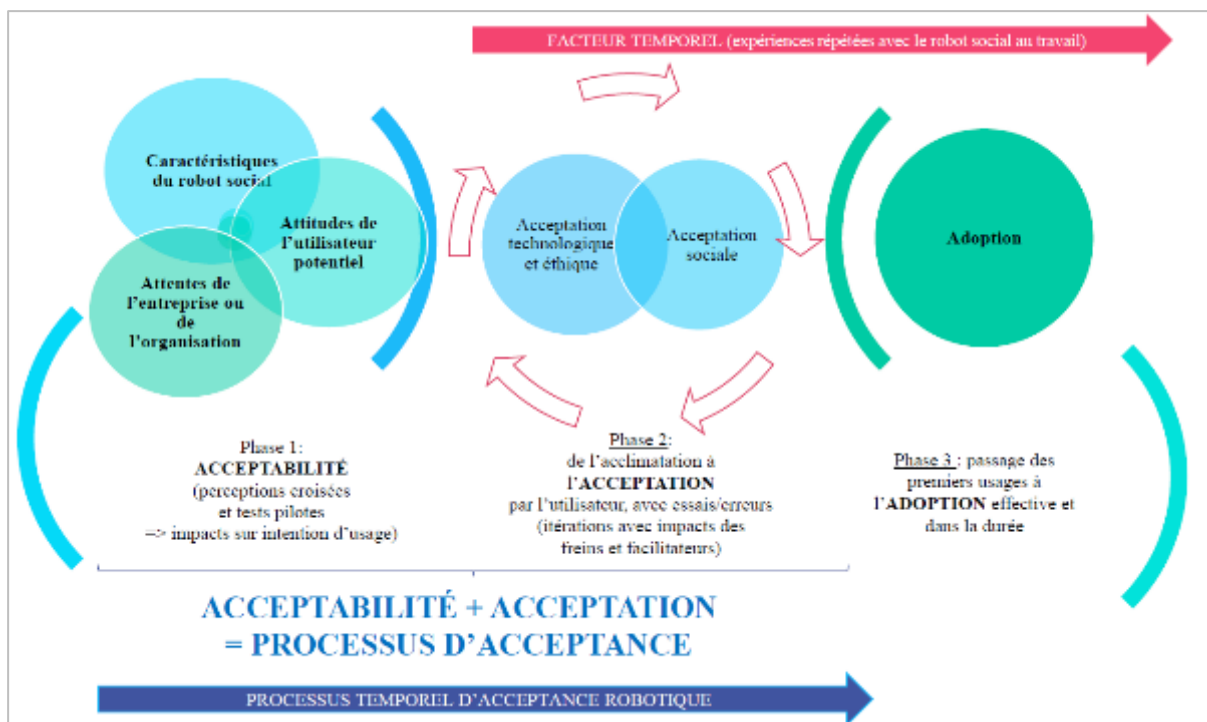 FACTEUR TEMPOREL (expériences répétées avec le robot social au travail)
Caractéristiques
du robot social
Attitudes de
l'utilisateur
potentiel
Attentes de
l'entreprise ou
de
l'organisation
Acceptation
technologique
et éthique
Acceptation
sociale
Adoption
Phase 1:
ACCEPTABILITÉ
(perceptions croisées
et tests pilotes
=> impacts sur intention d'usage)
Phase 2:
de l'acclimatation à
l'ACCEPTATION
par l'utilisateur, avec essais/erreurs
(itérations avec impacts des
freins et facilitateurs)
Phase 3 : passage des
premiers usages à
l'ADOPTION effective et
dans la durée
ACCEPTABILITÉ + ACCEPTATION
= PROCESSUS D'ACCEPTANCE
PROCESSUS TEMPOREL D'ACCEPTANCE ROBOTIQUE